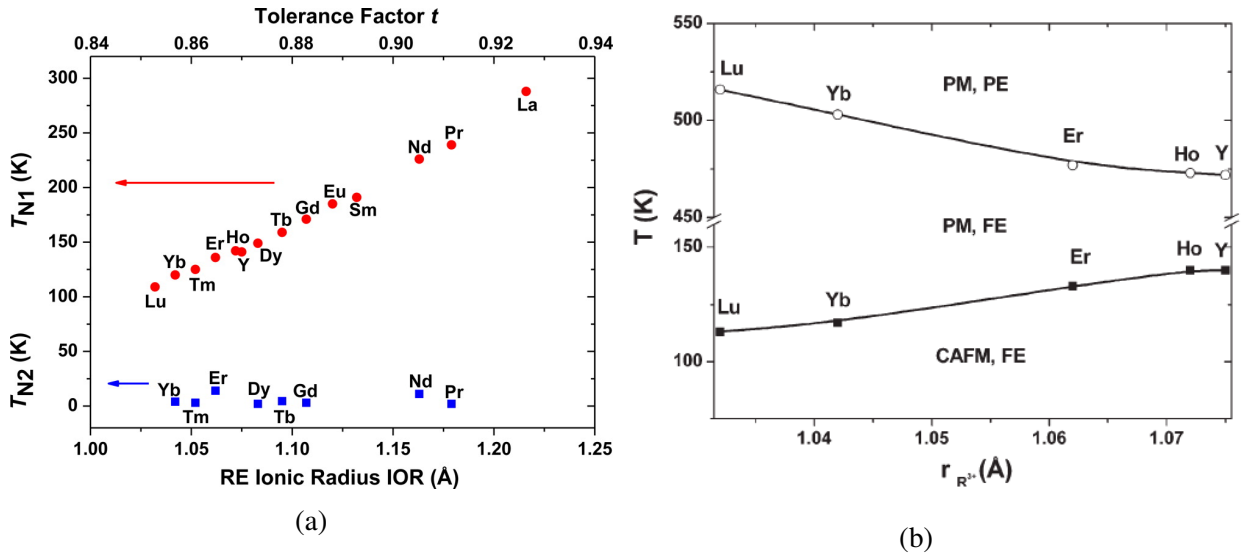 Tolerance Factor t
0.84 0.86 0.88 0.90 0.92 0.94
300
250
200
150
100
50
0
T_N1 (K)
T_N2 (K)
La
Nd Pr
Eu
Sm
Gd
Tb
Ho
Dy
Er
Y
Yb
Tm
Lu
Yb
Tm
Er
Dy
Tb
Gd
Nd
Pr
1.00 1.05 1.10 1.15 1.20 1.25
RE Ionic Radius IOR (Å)
(a)
550
500
450
150
100
T (K)
Lu
Yb
Er
Ho Y
PM, PE
PM, FE
Lu
Yb
Er
Ho Y
CAFM, FE
1.04 1.05 1.06 1.07
r R³⁺ (Å)
(b)